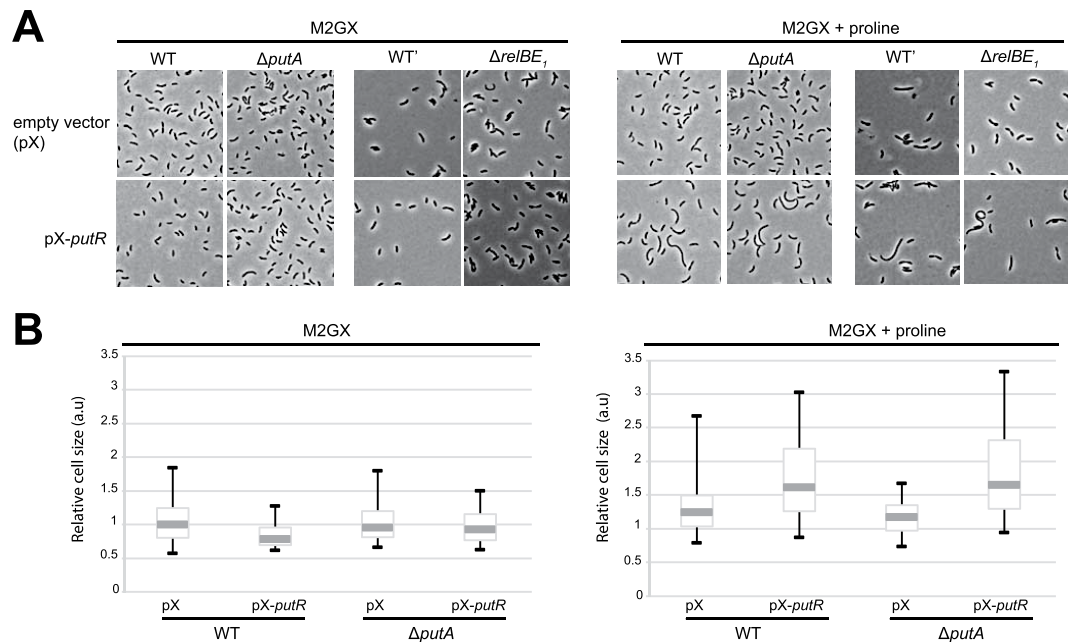 A
M2GX
M2GX + proline
WT ΔputA WT' ΔrelBE1
WT ΔputA WT' ΔrelBE1
empty vector
(pX)
pX-putR
B
M2GX
Relative cell size (a.u)
3.5
3
2.5
2
1.5
1
0.5
0
pX pX-putR pX pX-putR
WT ΔputA
M2GX + proline
Relative cell size (a.u)
3.5
3
2.5
2
1.5
1
0.5
0
pX pX-putR pX pX-putR
WT ΔputA